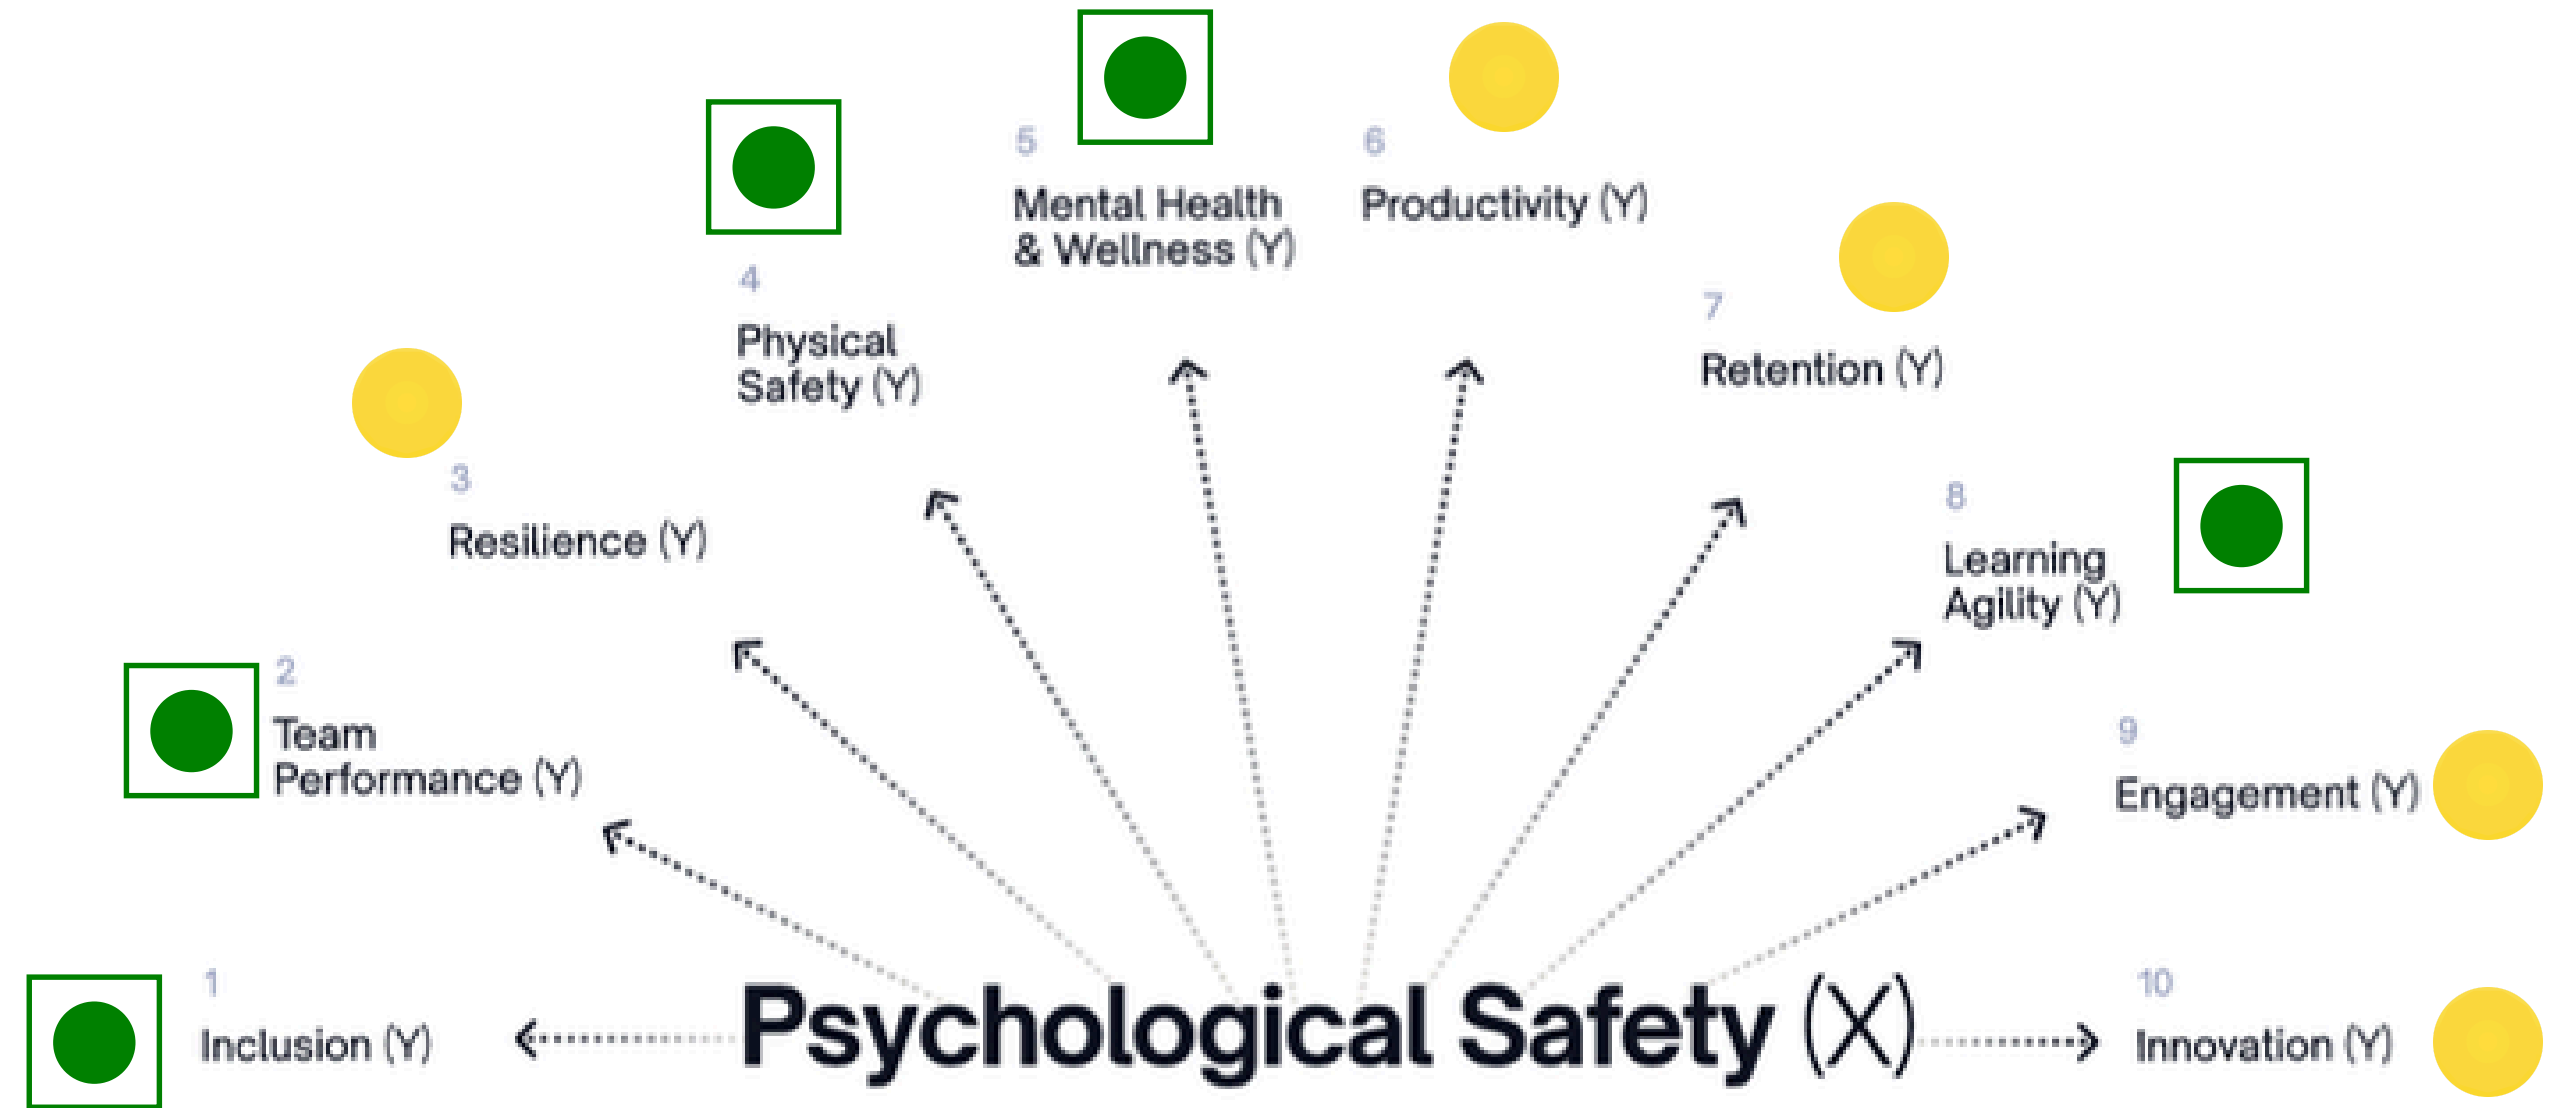 1
Inclusion (Y)
2
Team
Performance (Y)
3
Resilience (Y)
4
Physical
Safety (Y)
5
Mental Health
& Wellness (Y)
6
Productivity (Y)
7
Retention (Y)
8
Learning
Agility (Y)
9
Engagement (Y)
10
Innovation (Y)
Psychological Safety (X)